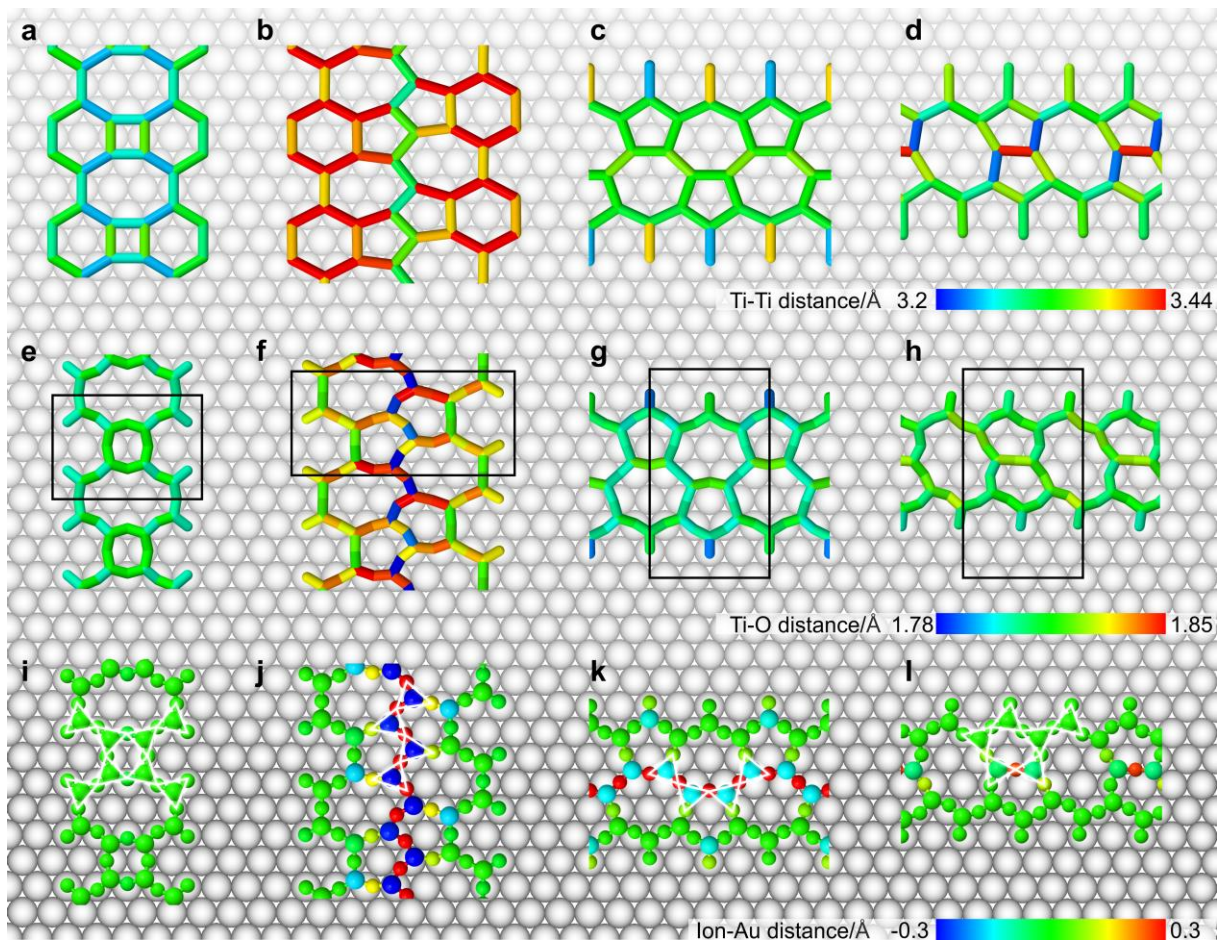 a b c d
Ti-Ti distance/Å 3.2 3.44
e f g h
Ti-O distance/Å 1.78 1.85
i j k l
Ion-Au distance/Å -0.3 0.3